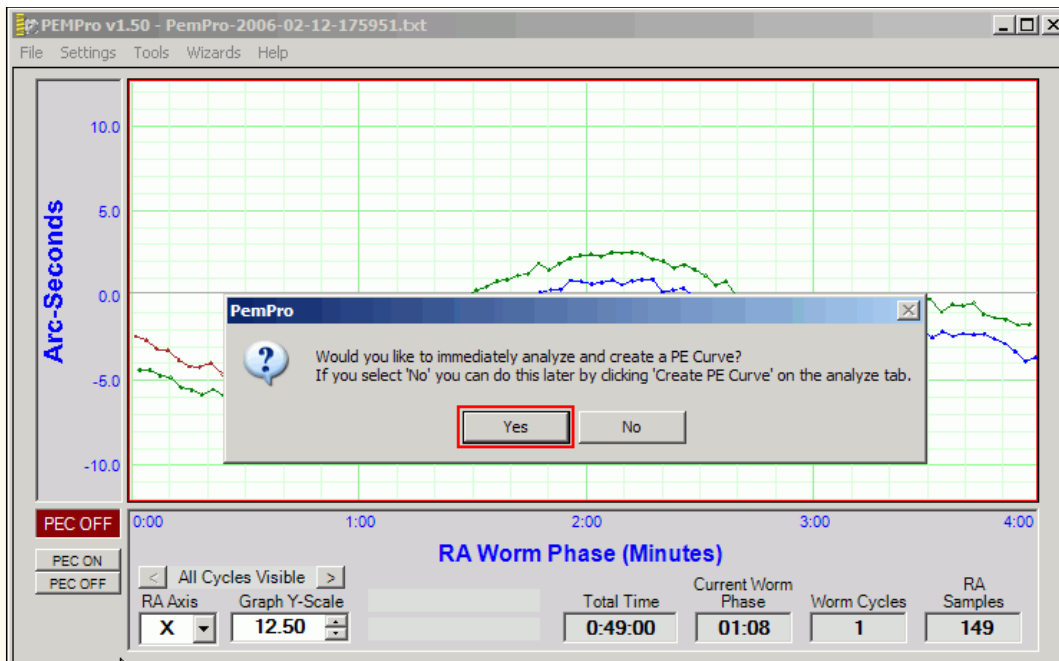 PEMPro v1.50 - PemPro-2006-02-12-175951.txt
File Settings Tools Wizards Help
Arc-Seconds
10.0
5.0
0.0
-5.0
-10.0
PemPro
Would you like to immediately analyze and create a PE Curve?
If you select 'No' you can do this later by clicking 'Create PE Curve' on the analyze tab.
Yes No
PEC OFF
0:00 1:00 2:00 3:00 4:00
RA Worm Phase (Minutes)
PEC ON
PEC OFF
< All Cycles Visible >
RA Axis
X
Graph Y-Scale
12.50
Total Time
0:49:00
Current Worm
Phase
01:08
Worm Cycles
1
RA
Samples
149